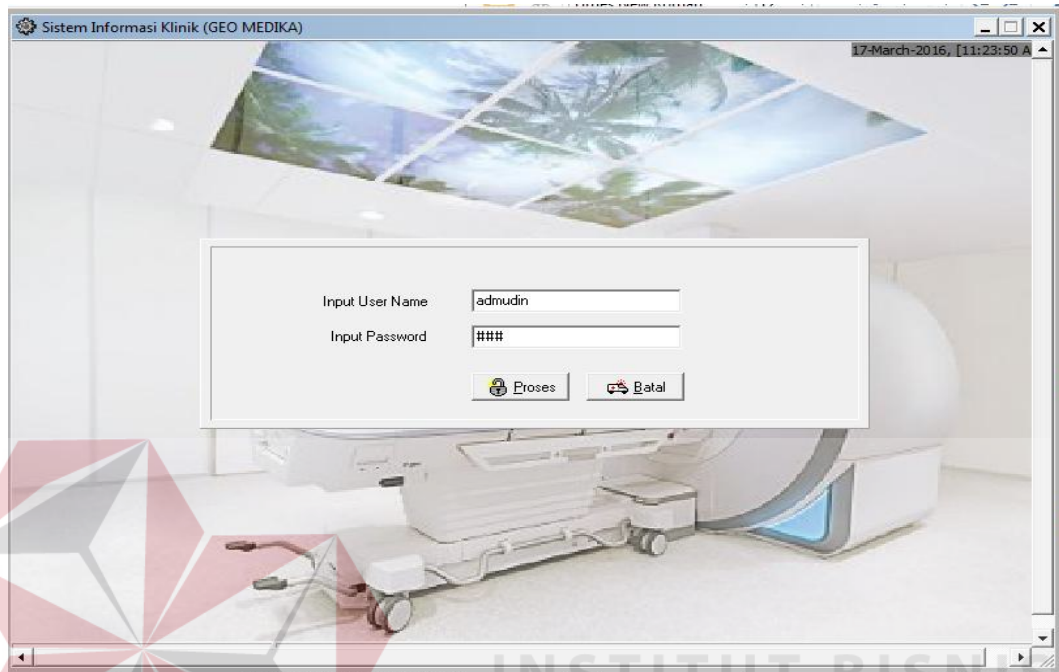 Sistem Informasi Klinik (GEO MEDIKA)
17-March-2016, [11:23:50 A
Input User Name admudin
Input Password ###
Proses Batal
INSTITUT BISNIS